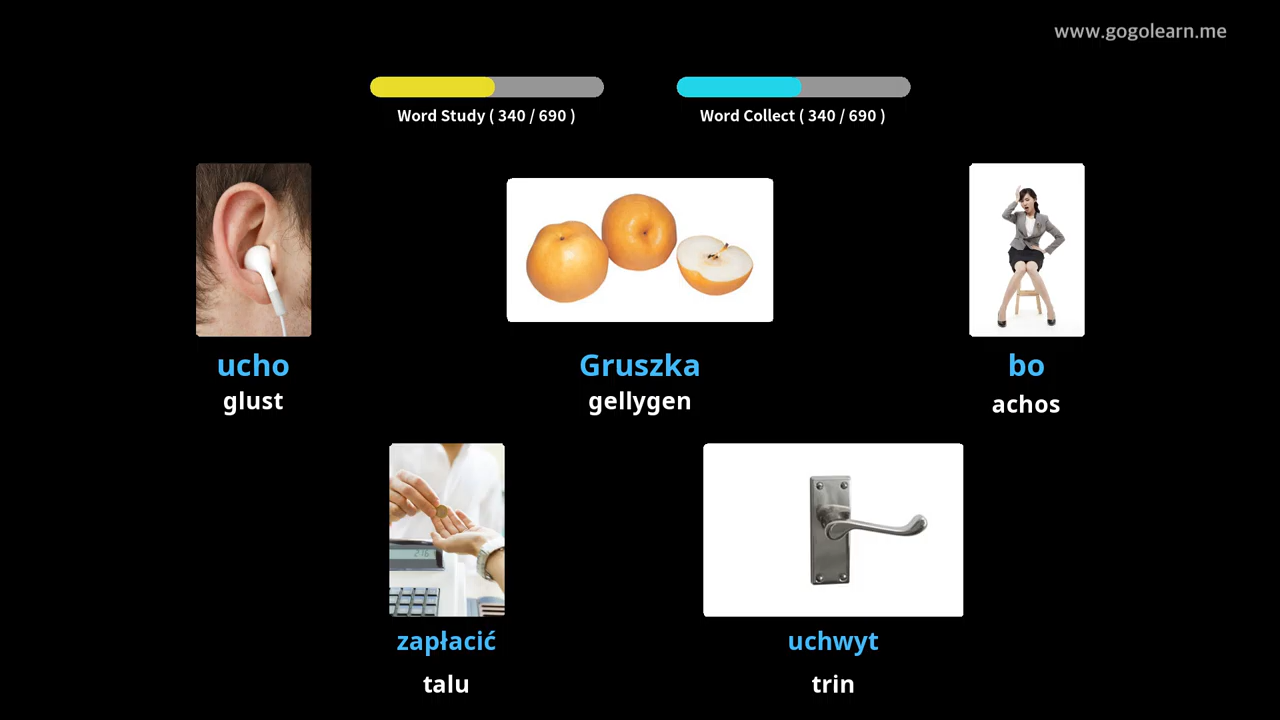 www.gogolearn.me
Word Study ( 340 / 690 )
Word Collect ( 340 / 690 )
ucho
glust
Gruszka
gellygen
bo
achos
zapłacić
talu
uchwyt
trin